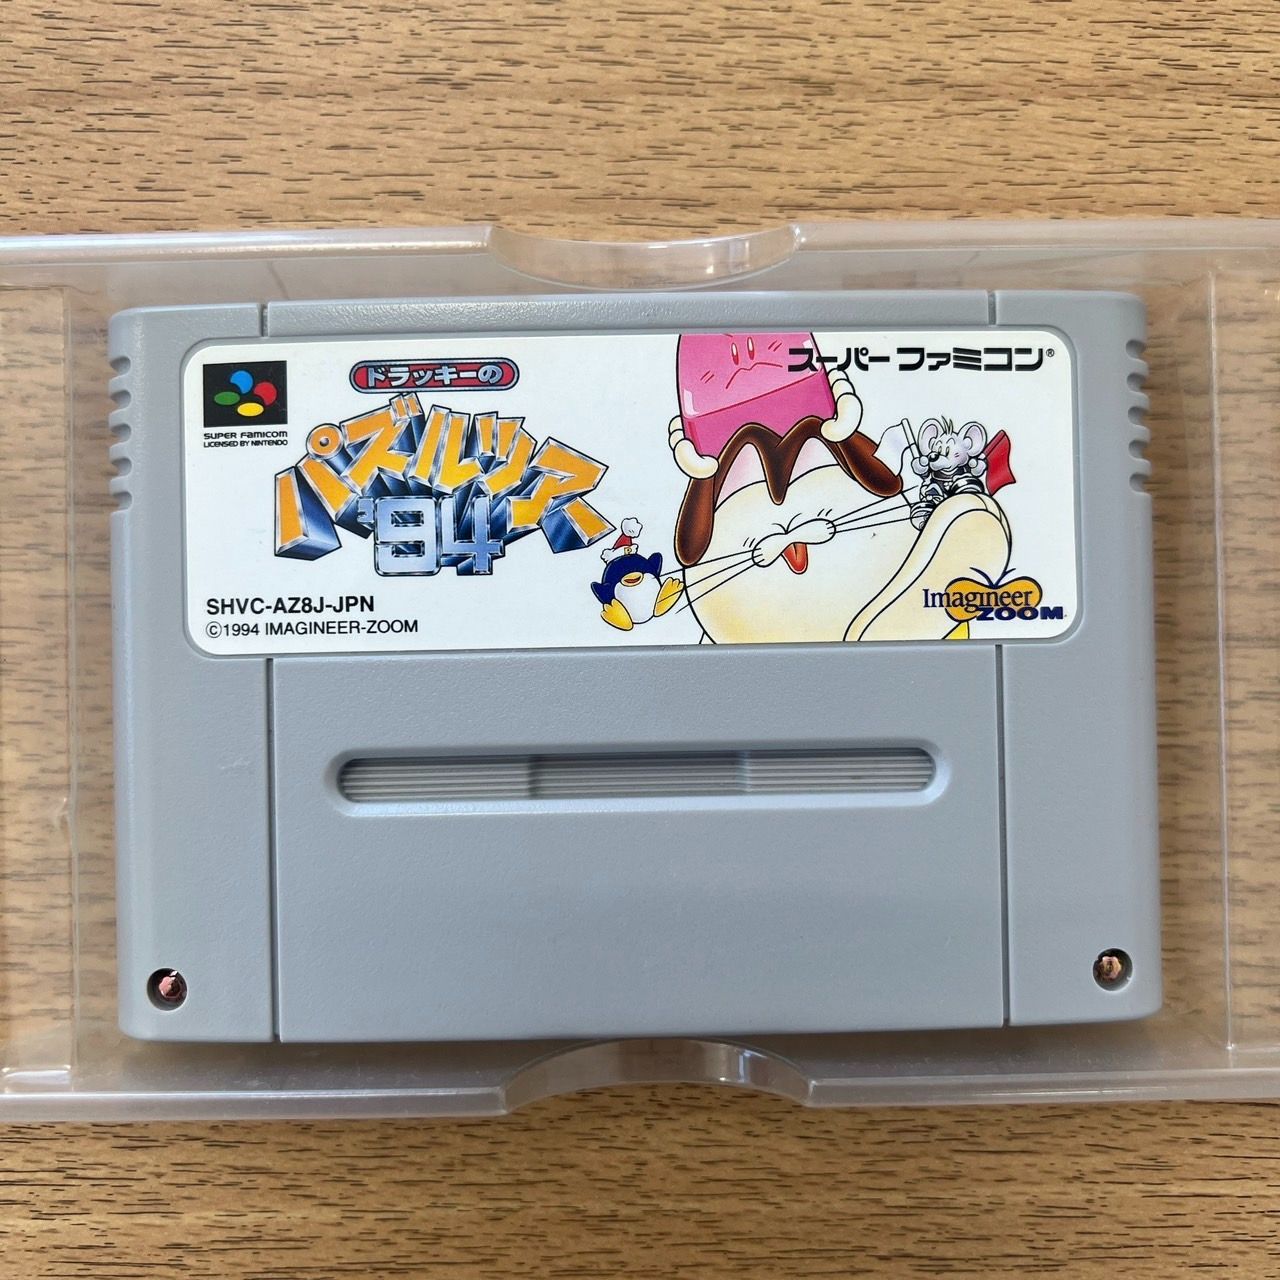 スーパーファミコン®
SUPER FAMICOM
LICENSED BY NINTENDO
ドラッキーの
パズルツアー
'94
SHVC-AZ8J-JPN
©1994 IMAGINEER-ZOOM
Imagineer
ZOOM